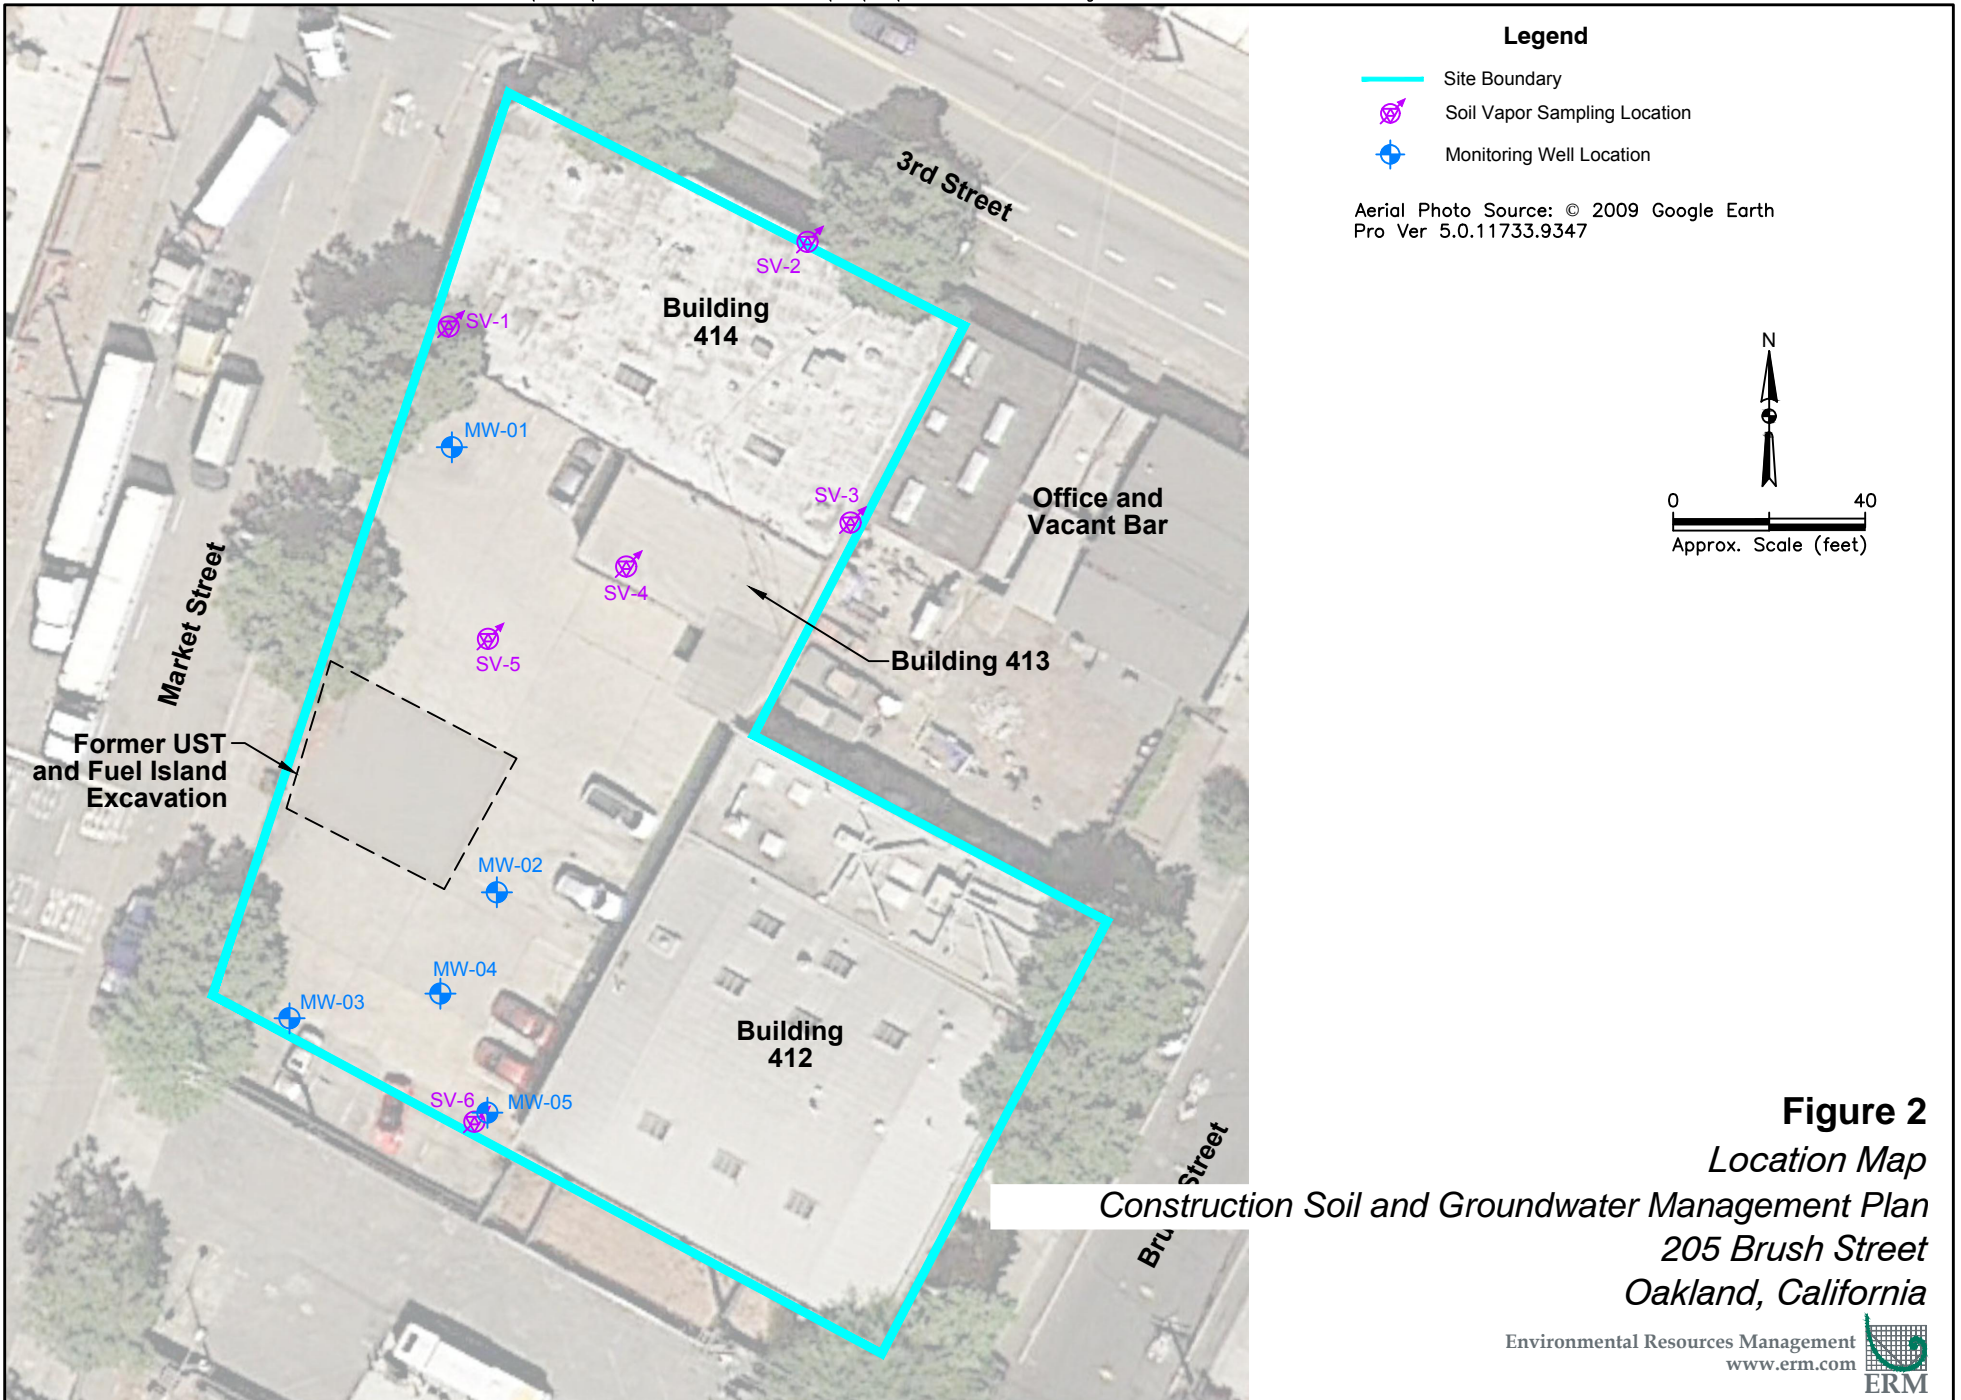 Legend
Site Boundary
Soil Vapor Sampling Location
Monitoring Well Location
Aerial Photo Source: © 2009 Google Earth
Pro Ver 5.0.11733.9347
N
0 40
Approx. Scale (feet)
3rd Street
SV-2
Building
414
SV-1
MW-01
SV-3
Office and
Vacant Bar
SV-4
Market Street
SV-5
Building 413
Former UST
and Fuel Island
Excavation
MW-02
MW-04
MW-03
Building
412
SV-6
MW-05
Brush Street
Figure 2
Location Map
Construction Soil and Groundwater Management Plan
205 Brush Street
Oakland, California
Environmental Resources Management
www.erm.com
ERM